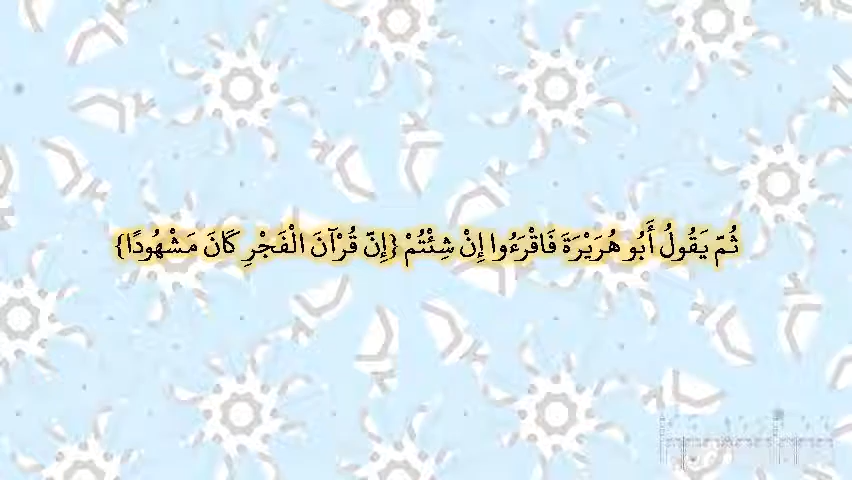 ثُمّ يَقُولُ أَبُو هُرَيْرَةَ فَاقْرَءُوا إِنْ شِئْتُمْ {إِنّ قُرْآنَ الْفَجْرِ كَانَ مَشْهُودًا}